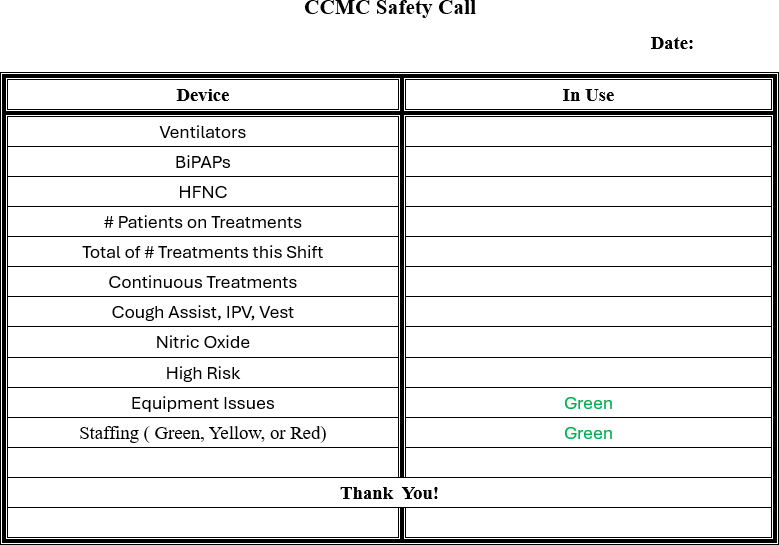 CCMC Safety Call
Date:
Device In Use
Ventilators
BiPAPs
HFNC
# Patients on Treatments
Total of # Treatments this Shift
Continuous Treatments
Cough Assist, IPV, Vest
Nitric Oxide
High Risk
Equipment Issues Green
Staffing ( Green, Yellow, or Red) Green
Thank You!